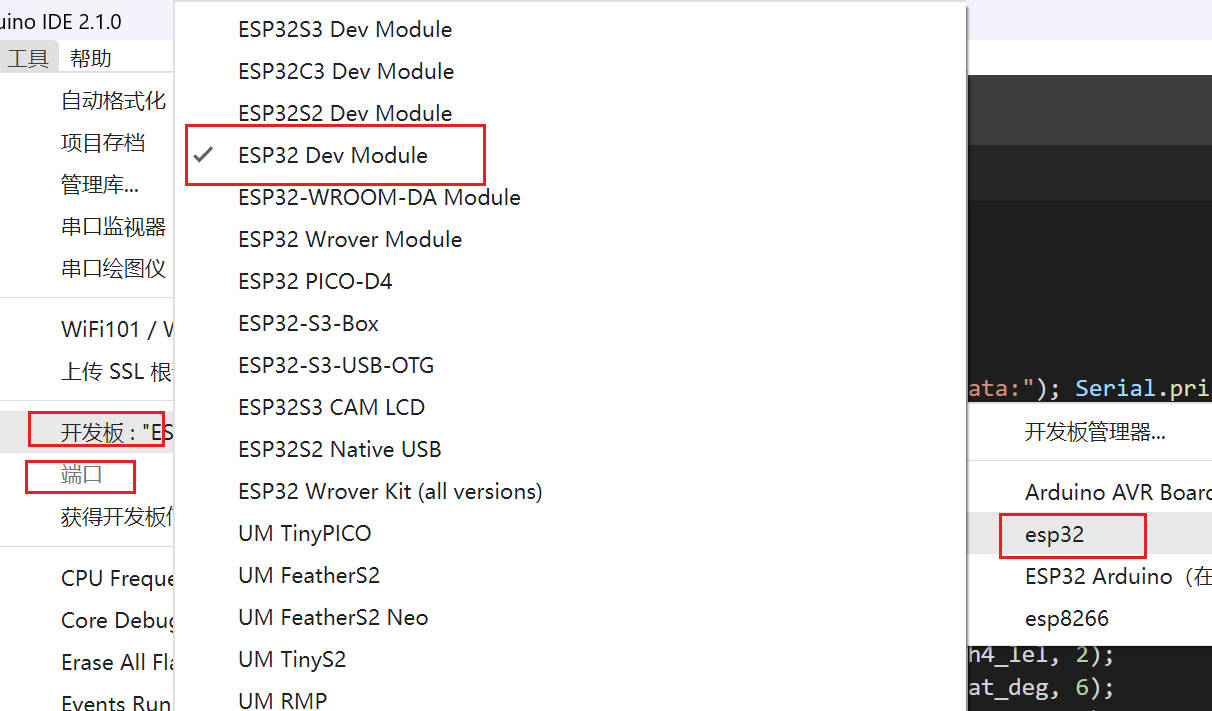 uino IDE 2.1.0
工具 帮助
自动格式化
项目存档
管理库...
串口监视器
串口绘图仪
WiFi101 / W
上传 SSL 根
开发板 : "ES
端口
获得开发板
CPU Freque
Core Debug
Erase All Fla
Events Run
ESP32S3 Dev Module
ESP32C3 Dev Module
ESP32S2 Dev Module
ESP32 Dev Module
ESP32-WROOM-DA Module
ESP32 Wrover Module
ESP32 PICO-D4
ESP32-S3-Box
ESP32-S3-USB-OTG
ESP32S3 CAM LCD
ESP32S2 Native USB
ESP32 Wrover Kit (all versions)
UM TinyPICO
UM FeatherS2
UM FeatherS2 Neo
UM TinyS2
UM RMP
ata:"); Serial.pri
开发板管理器...
Arduino AVR Board
esp32
ESP32 Arduino（在
esp8266
h4_lel, 2);
at_deg, 6);